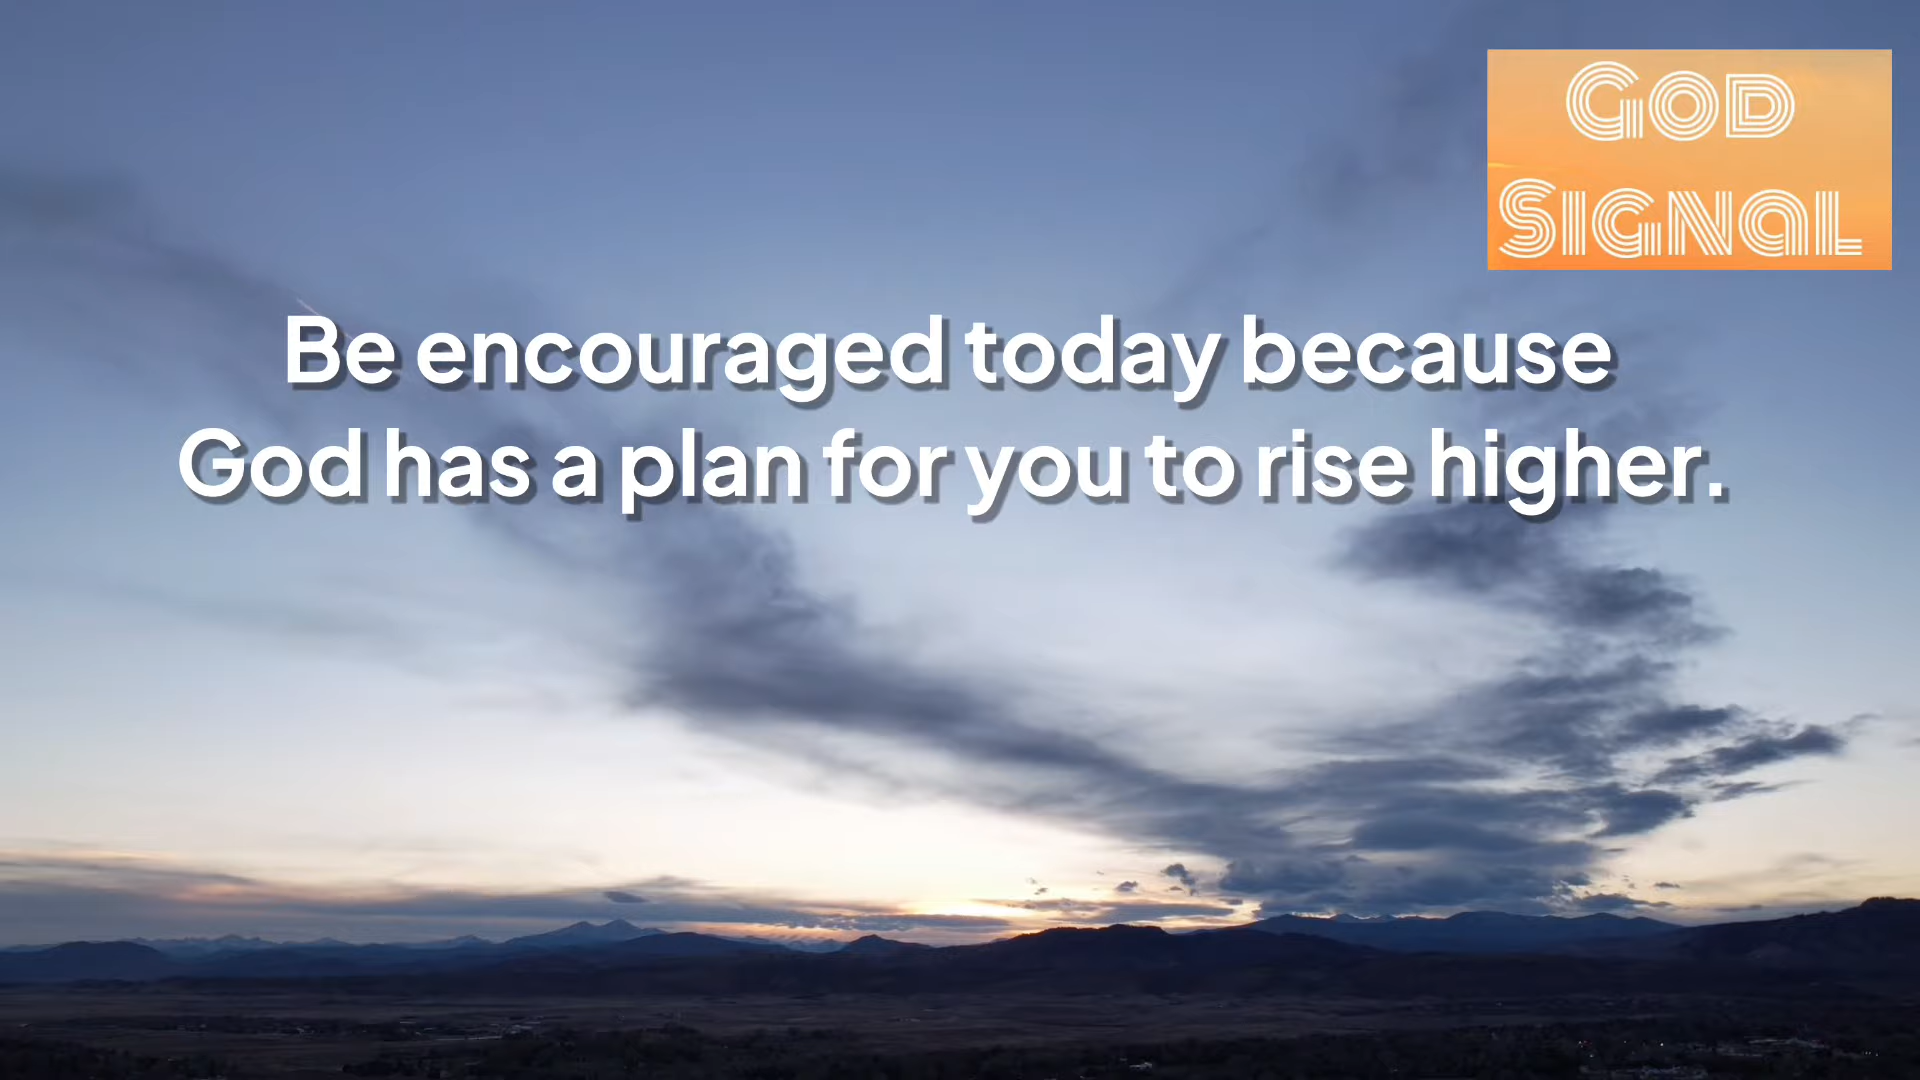 God
Signal
Be encouraged today because
God has a plan for you to rise higher.